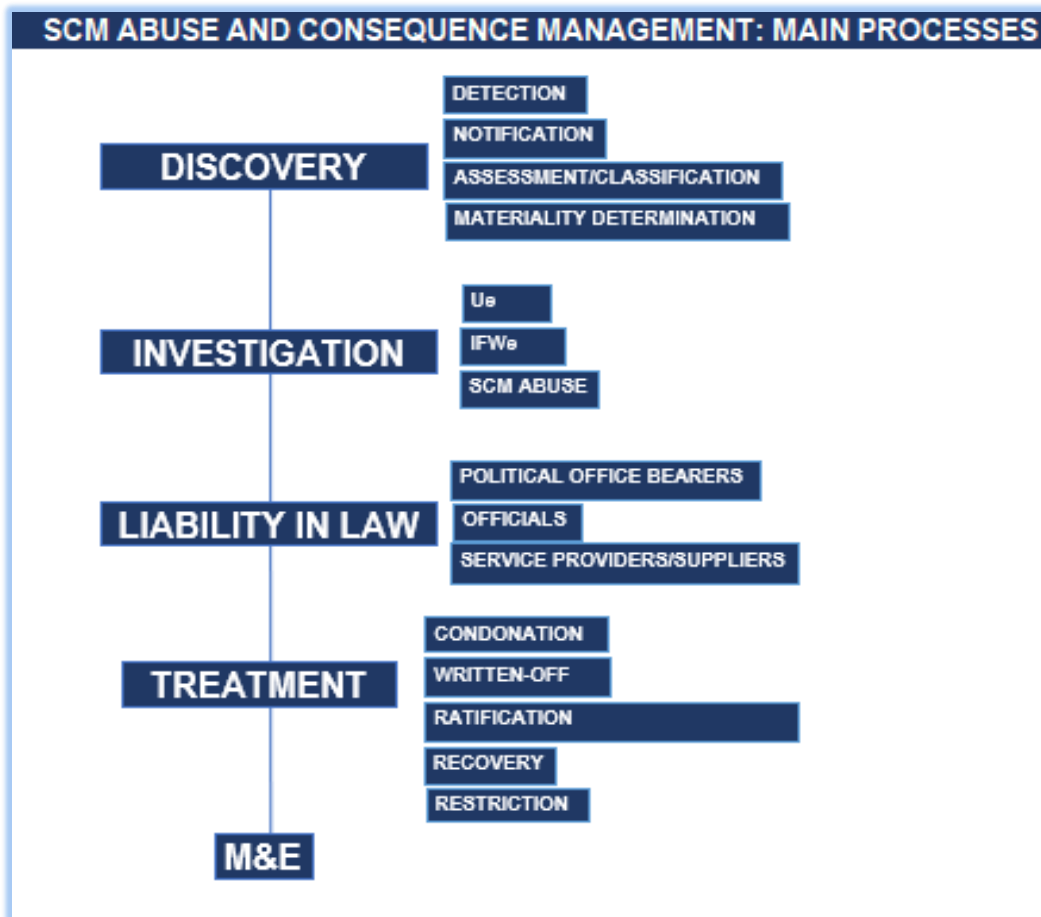 SCM ABUSE AND CONSEQUENCE MANAGEMENT: MAIN PROCESSES
DISCOVERY
DETECTION
NOTIFICATION
ASSESSMENT/CLASSIFICATION
MATERIALITY DETERMINATION
INVESTIGATION
Ue
IFWe
SCM ABUSE
LIABILITY IN LAW
POLITICAL OFFICE BEARERS
OFFICIALS
SERVICE PROVIDERS/SUPPLIERS
TREATMENT
CONDONATION
WRITTEN-OFF
RATIFICATION
RECOVERY
RESTRICTION
M&E